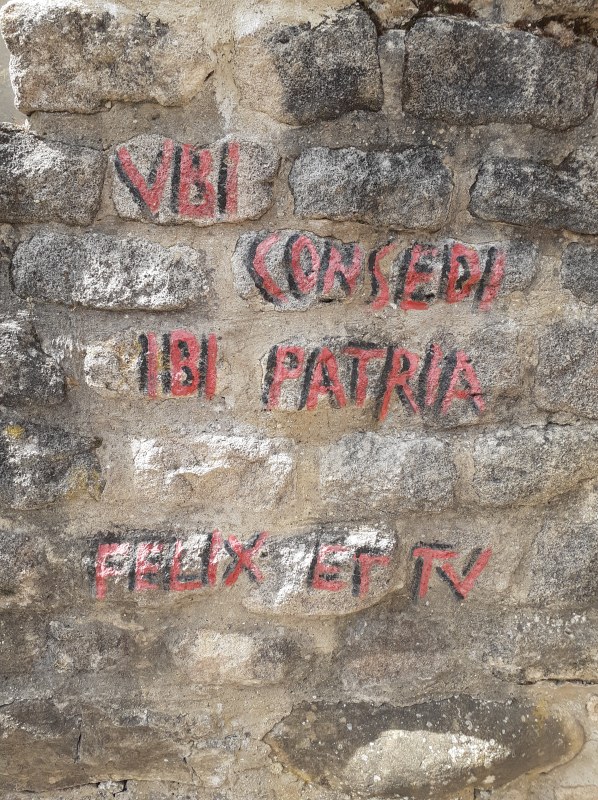 VBI
CONSEDI
IBI PATRIA
FELIX ET TV